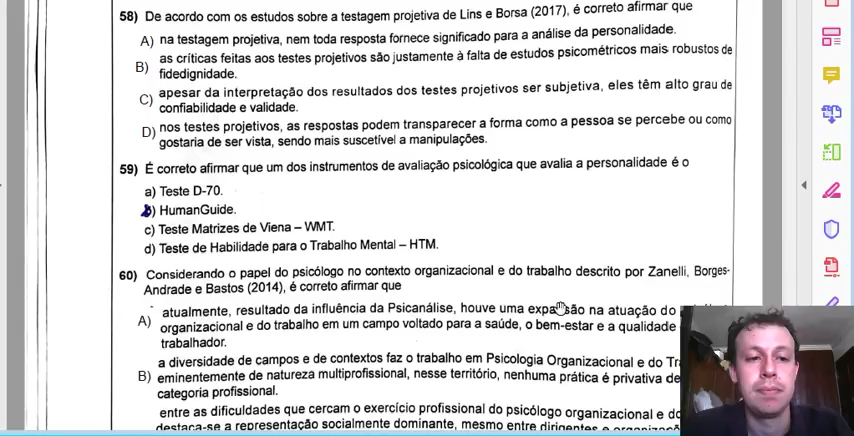 58) De acordo com os estudos sobre a testagem projetiva de Lins e Borsa (2017), é correto afirmar que
A) na testagem projetiva, nem toda resposta fornece significado para a análise da personalidade.
B) as críticas feitas aos testes projetivos são justamente à falta de estudos psicométricos mais robustos de
fidedignidade.
C) apesar da interpretação dos resultados dos testes projetivos ser subjetiva, eles têm alto grau de
confiabilidade e validade.
D) nos testes projetivos, as respostas podem transparecer a forma como a pessoa se percebe ou como
gostaria de ser vista, sendo mais suscetível a manipulações.
59) É correto afirmar que um dos instrumentos de avaliação psicológica que avalia a personalidade é o
a) Teste D-70.
b) HumanGuide.
c) Teste Matrizes de Viena – WMT.
d) Teste de Habilidade para o Trabalho Mental – HTM.
60) Considerando o papel do psicólogo no contexto organizacional e do trabalho descrito por Zanelli, Borges-
Andrade e Bastos (2014), é correto afirmar que
A) atualmente, resultado da influência da Psicanálise, houve uma expansão na atuação do
organizacional e do trabalho em um campo voltado para a saúde, o bem-estar e a qualidade
trabalhador.
a diversidade de campos e de contextos faz o trabalho em Psicologia Organizacional e do
B) eminentemente de natureza multiprofissional, nesse território, nenhuma prática é privativa de
categoria profissional.
entre as dificuldades que cercam o exercício profissional do psicólogo organizacional e do
destaca-se a representação socialmente dominante, mesmo entre dirigentes e